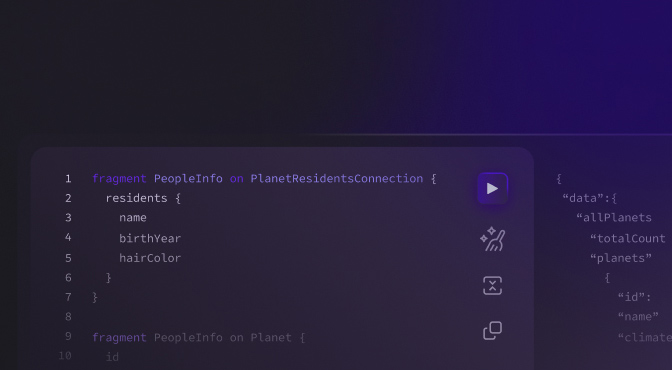 1 fragment PeopleInfo on PlanetResidentsConnection {
2 residents {
3 name
4 birthYear
5 hairColor
6 }
7 }
8
9 fragment PeopleInfo on Planet {
10 id
{
“data”:{
“allPlanets
“totalCount
“planets”
{
“id”:
“name”
“climate